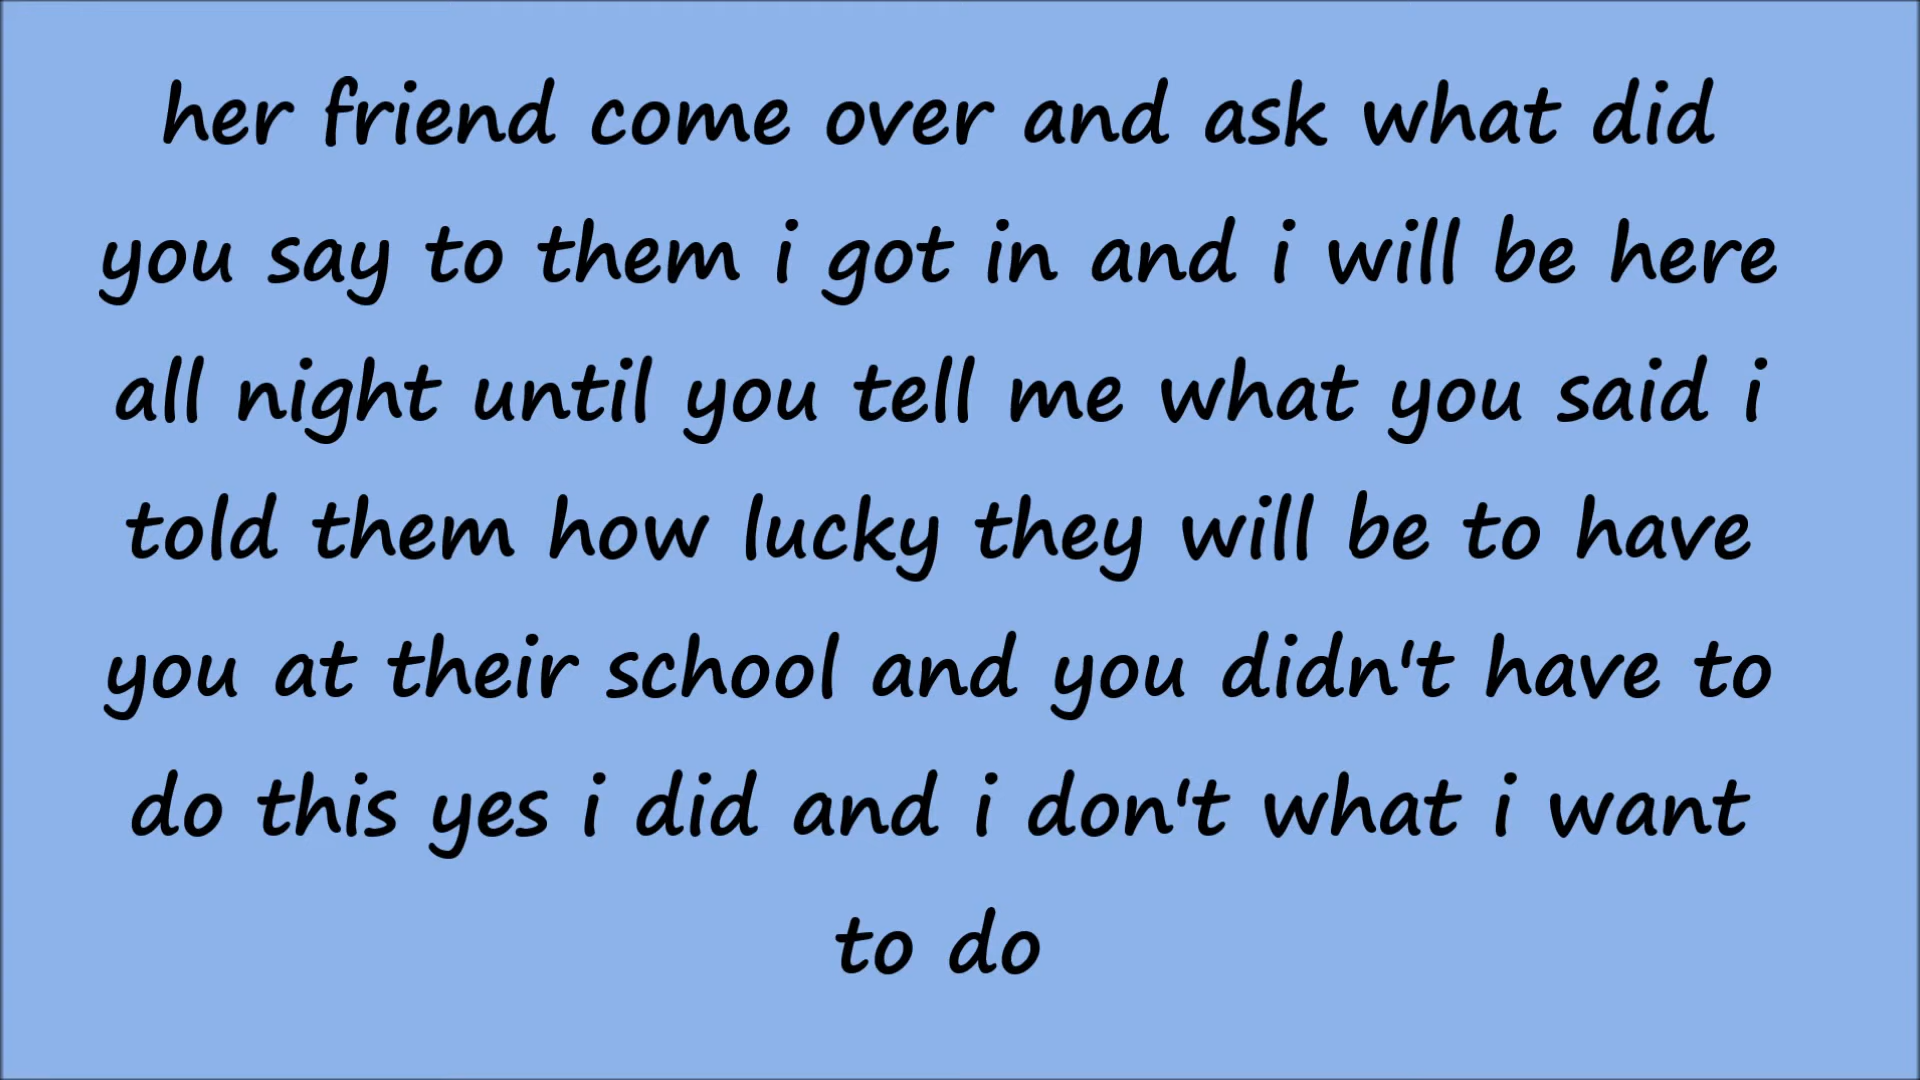 her friend come over and ask what did
you say to them i got in and i will be here
all night until you tell me what you said i
told them how lucky they will be to have
you at their school and you didn't have to
do this yes i did and i don't what i want
to do